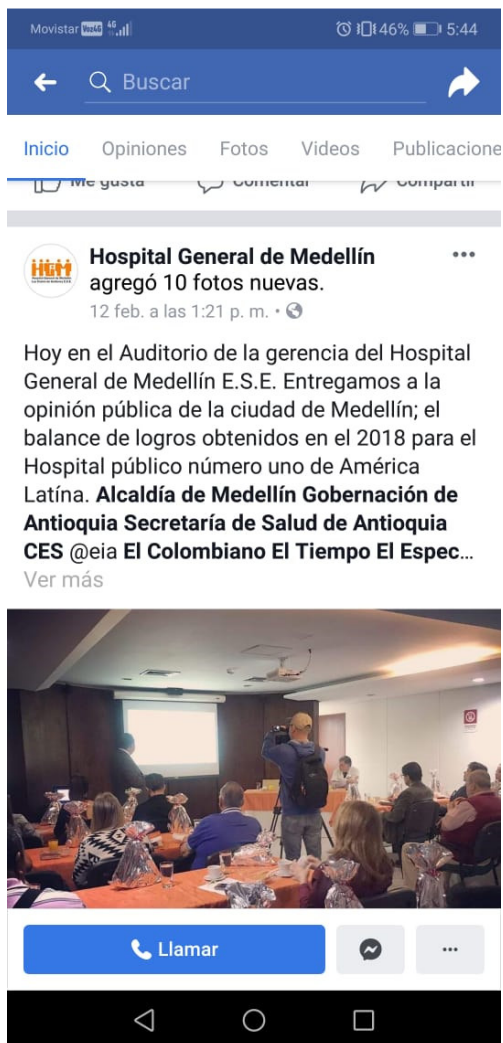 Movistar VoLTE 4G 46% 5:44
Buscar
Inicio Opiniones Fotos Videos Publicacione
Me gusta Comentar Compartir
HGM
Hospital General de Medellín
agregó 10 fotos nuevas.
12 feb. a las 1:21 p. m. •
Hoy en el Auditorio de la gerencia del Hospital
General de Medellín E.S.E. Entregamos a la
opinión pública de la ciudad de Medellín; el
balance de logros obtenidos en el 2018 para el
Hospital público número uno de América
Latína. Alcaldía de Medellín Gobernación de
Antioquia Secretaría de Salud de Antioquia
CES @eia El Colombiano El Tiempo El Espec...
Ver más
Llamar